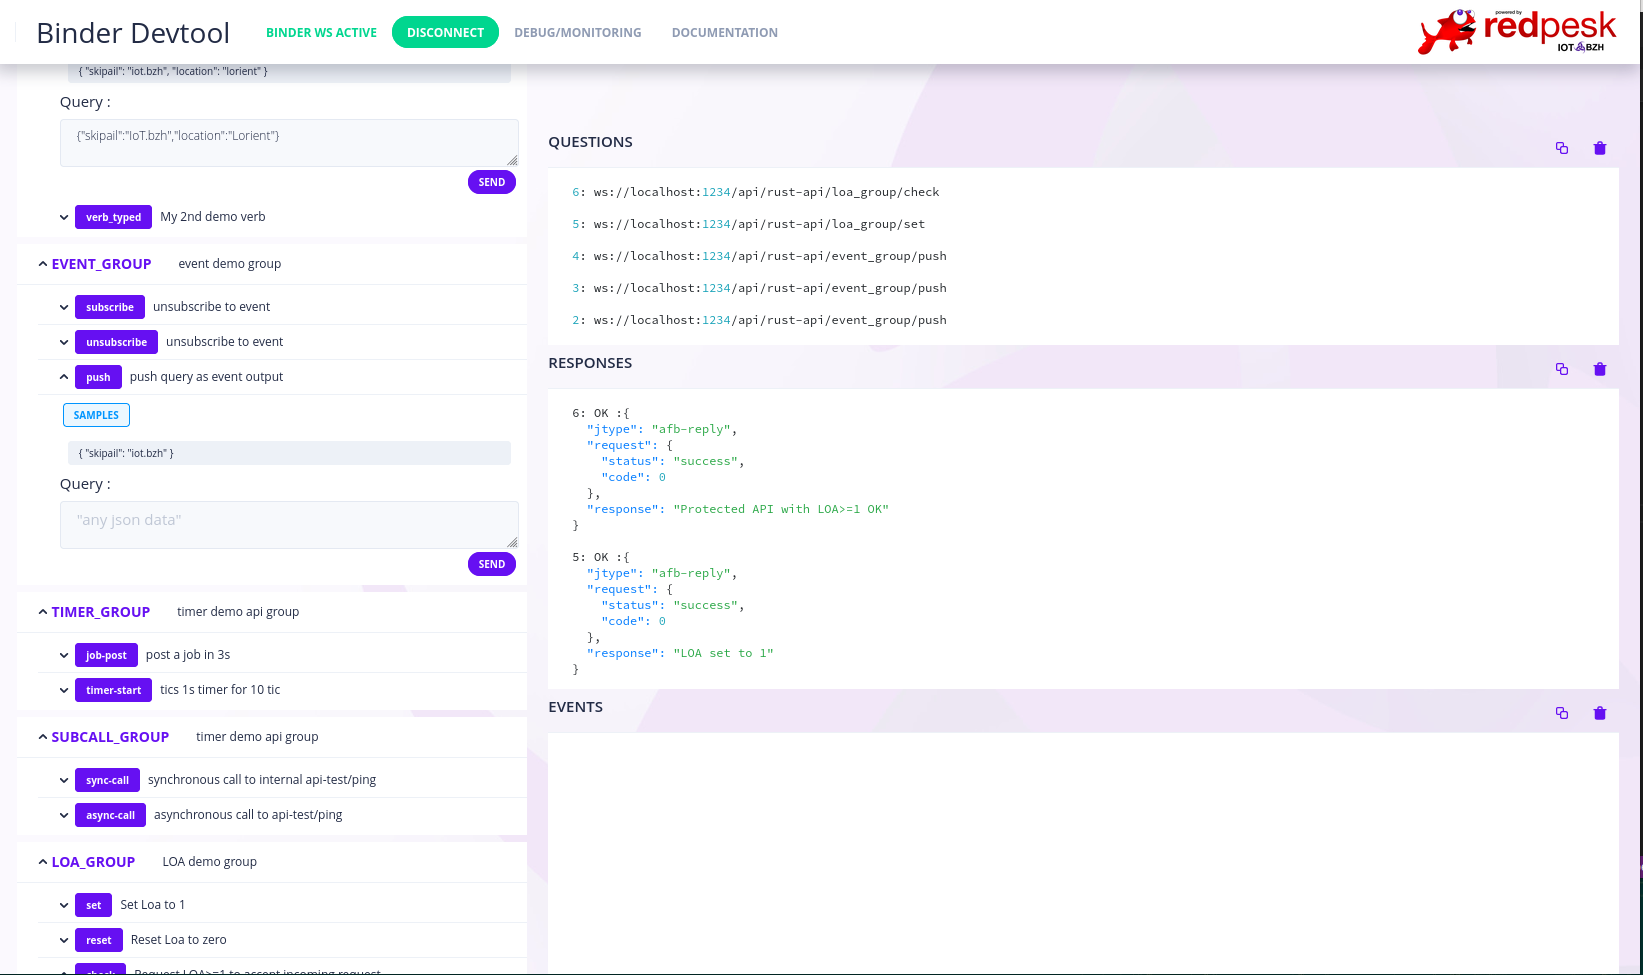 Binder Devtool
BINDER WS ACTIVE
DISCONNECT
DEBUG/MONITORING
DOCUMENTATION
powered by
redpesk
IOT BZH
{ "skipail": "iot.bzh", "location": "lorient" }
Query :
{"skipail":"IoT.bzh","location":"Lorient"}
SEND
verb_typed My 2nd demo verb
EVENT_GROUP event demo group
subscribe unsubscribe to event
unsubscribe unsubscribe to event
push push query as event output
SAMPLES
{ "skipail": "iot.bzh" }
Query :
"any json data"
SEND
TIMER_GROUP timer demo api group
job-post post a job in 3s
timer-start tics 1s timer for 10 tic
SUBCALL_GROUP timer demo api group
sync-call synchronous call to internal api-test/ping
async-call asynchronous call to api-test/ping
LOA_GROUP LOA demo group
set Set Loa to 1
reset Reset Loa to zero
check Request LOA>=1 to accept incoming request
QUESTIONS
6: ws://localhost:1234/api/rust-api/loa_group/check
5: ws://localhost:1234/api/rust-api/loa_group/set
4: ws://localhost:1234/api/rust-api/event_group/push
3: ws://localhost:1234/api/rust-api/event_group/push
2: ws://localhost:1234/api/rust-api/event_group/push
RESPONSES
6: OK :{
"jtype": "afb-reply",
"request": {
"status": "success",
"code": 0
},
"response": "Protected API with LOA>=1 OK"
}
5: OK :{
"jtype": "afb-reply",
"request": {
"status": "success",
"code": 0
},
"response": "LOA set to 1"
}
EVENTS